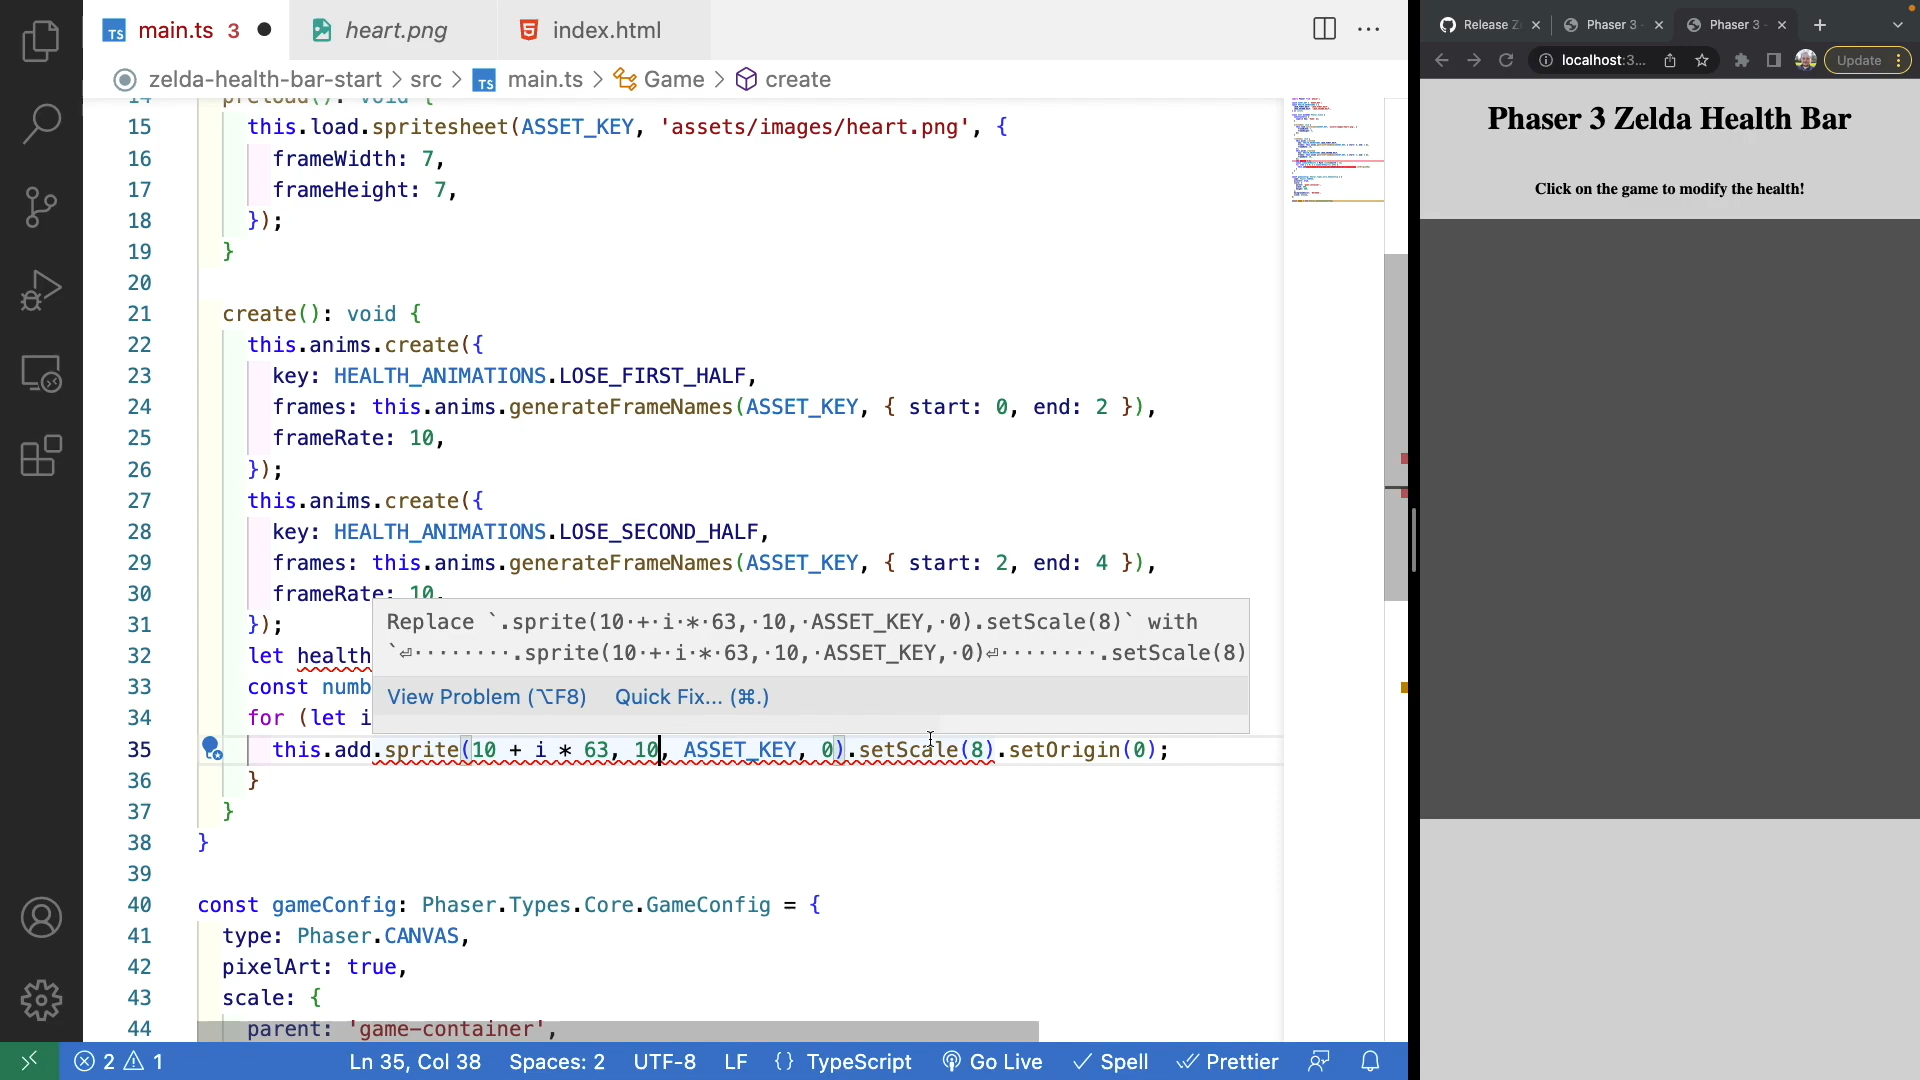 main.ts 3
heart.png
index.html
zelda-health-bar-start > src > main.ts > Game > create
15 this.load.spritesheet(ASSET_KEY, 'assets/images/heart.png', {
16 frameWidth: 7,
17 frameHeight: 7,
18 });
19 }
20
21 create(): void {
22 this.anims.create({
23 key: HEALTH_ANIMATIONS.LOSE_FIRST_HALF,
24 frames: this.anims.generateFrameNames(ASSET_KEY, { start: 0, end: 2 }),
25 frameRate: 10,
26 });
27 this.anims.create({
28 key: HEALTH_ANIMATIONS.LOSE_SECOND_HALF,
29 frames: this.anims.generateFrameNames(ASSET_KEY, { start: 2, end: 4 }),
30 frameRate: 10,
31 });
Replace `.sprite(10·+·i·*·63,·10,·ASSET_KEY,·0).setScale(8)` with
`⏎········.sprite(10·+·i·*·63,·10,·ASSET_KEY,·0)⏎········.setScale(8)
View Problem (⌥F8) Quick Fix... (⌘.)
32 let health
33 const numb
34 for (let i
35 this.add.sprite(10 + i * 63, 10, ASSET_KEY, 0).setScale(8).setOrigin(0);
36 }
37 }
38 }
39
40 const gameConfig: Phaser.Types.Core.GameConfig = {
41 type: Phaser.CANVAS,
42 pixelArt: true,
43 scale: {
44 parent: 'game-container',
2 1 Ln 35, Col 38 Spaces: 2 UTF-8 LF {} TypeScript Go Live Spell Prettier
Release Z
Phaser 3 -
Phaser 3 -
localhost:3...
Update
Phaser 3 Zelda Health Bar
Click on the game to modify the health!